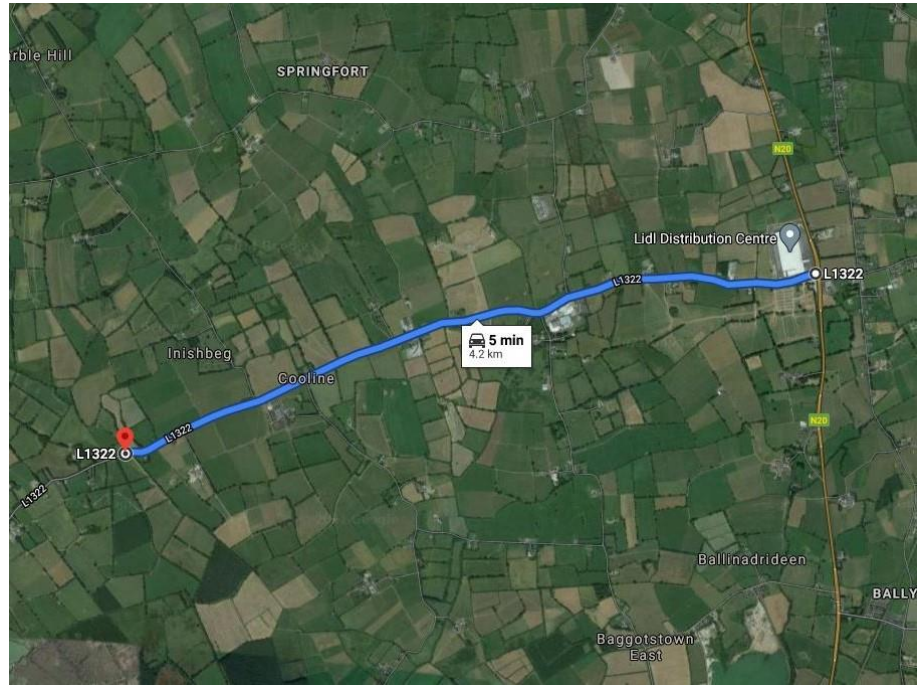 arble Hill
SPRINGFORT
N20
Lidl Distribution Centre
L1322
L1322
5 min
4.2 km
Inishbeg
Cooline
N20
L1322
L1322
L1322
Ballinadrideen
BALLY
Baggotstown
East